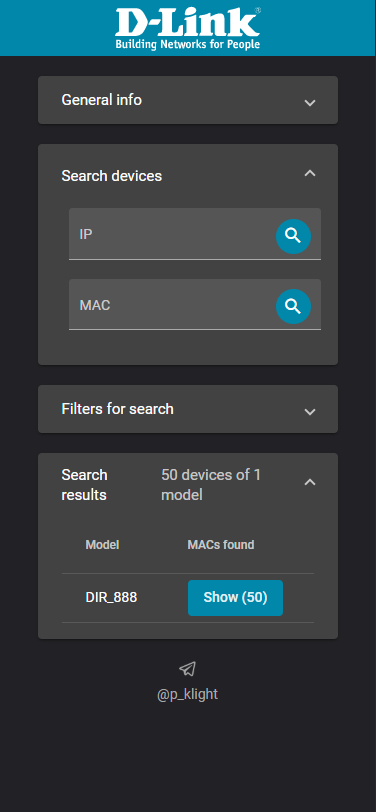 D-Link®
Building Networks for People
General info
Search devices
IP
MAC
Filters for search
Search results
50 devices of 1 model
Model
MACs found
DIR_888
Show (50)
@p_klight